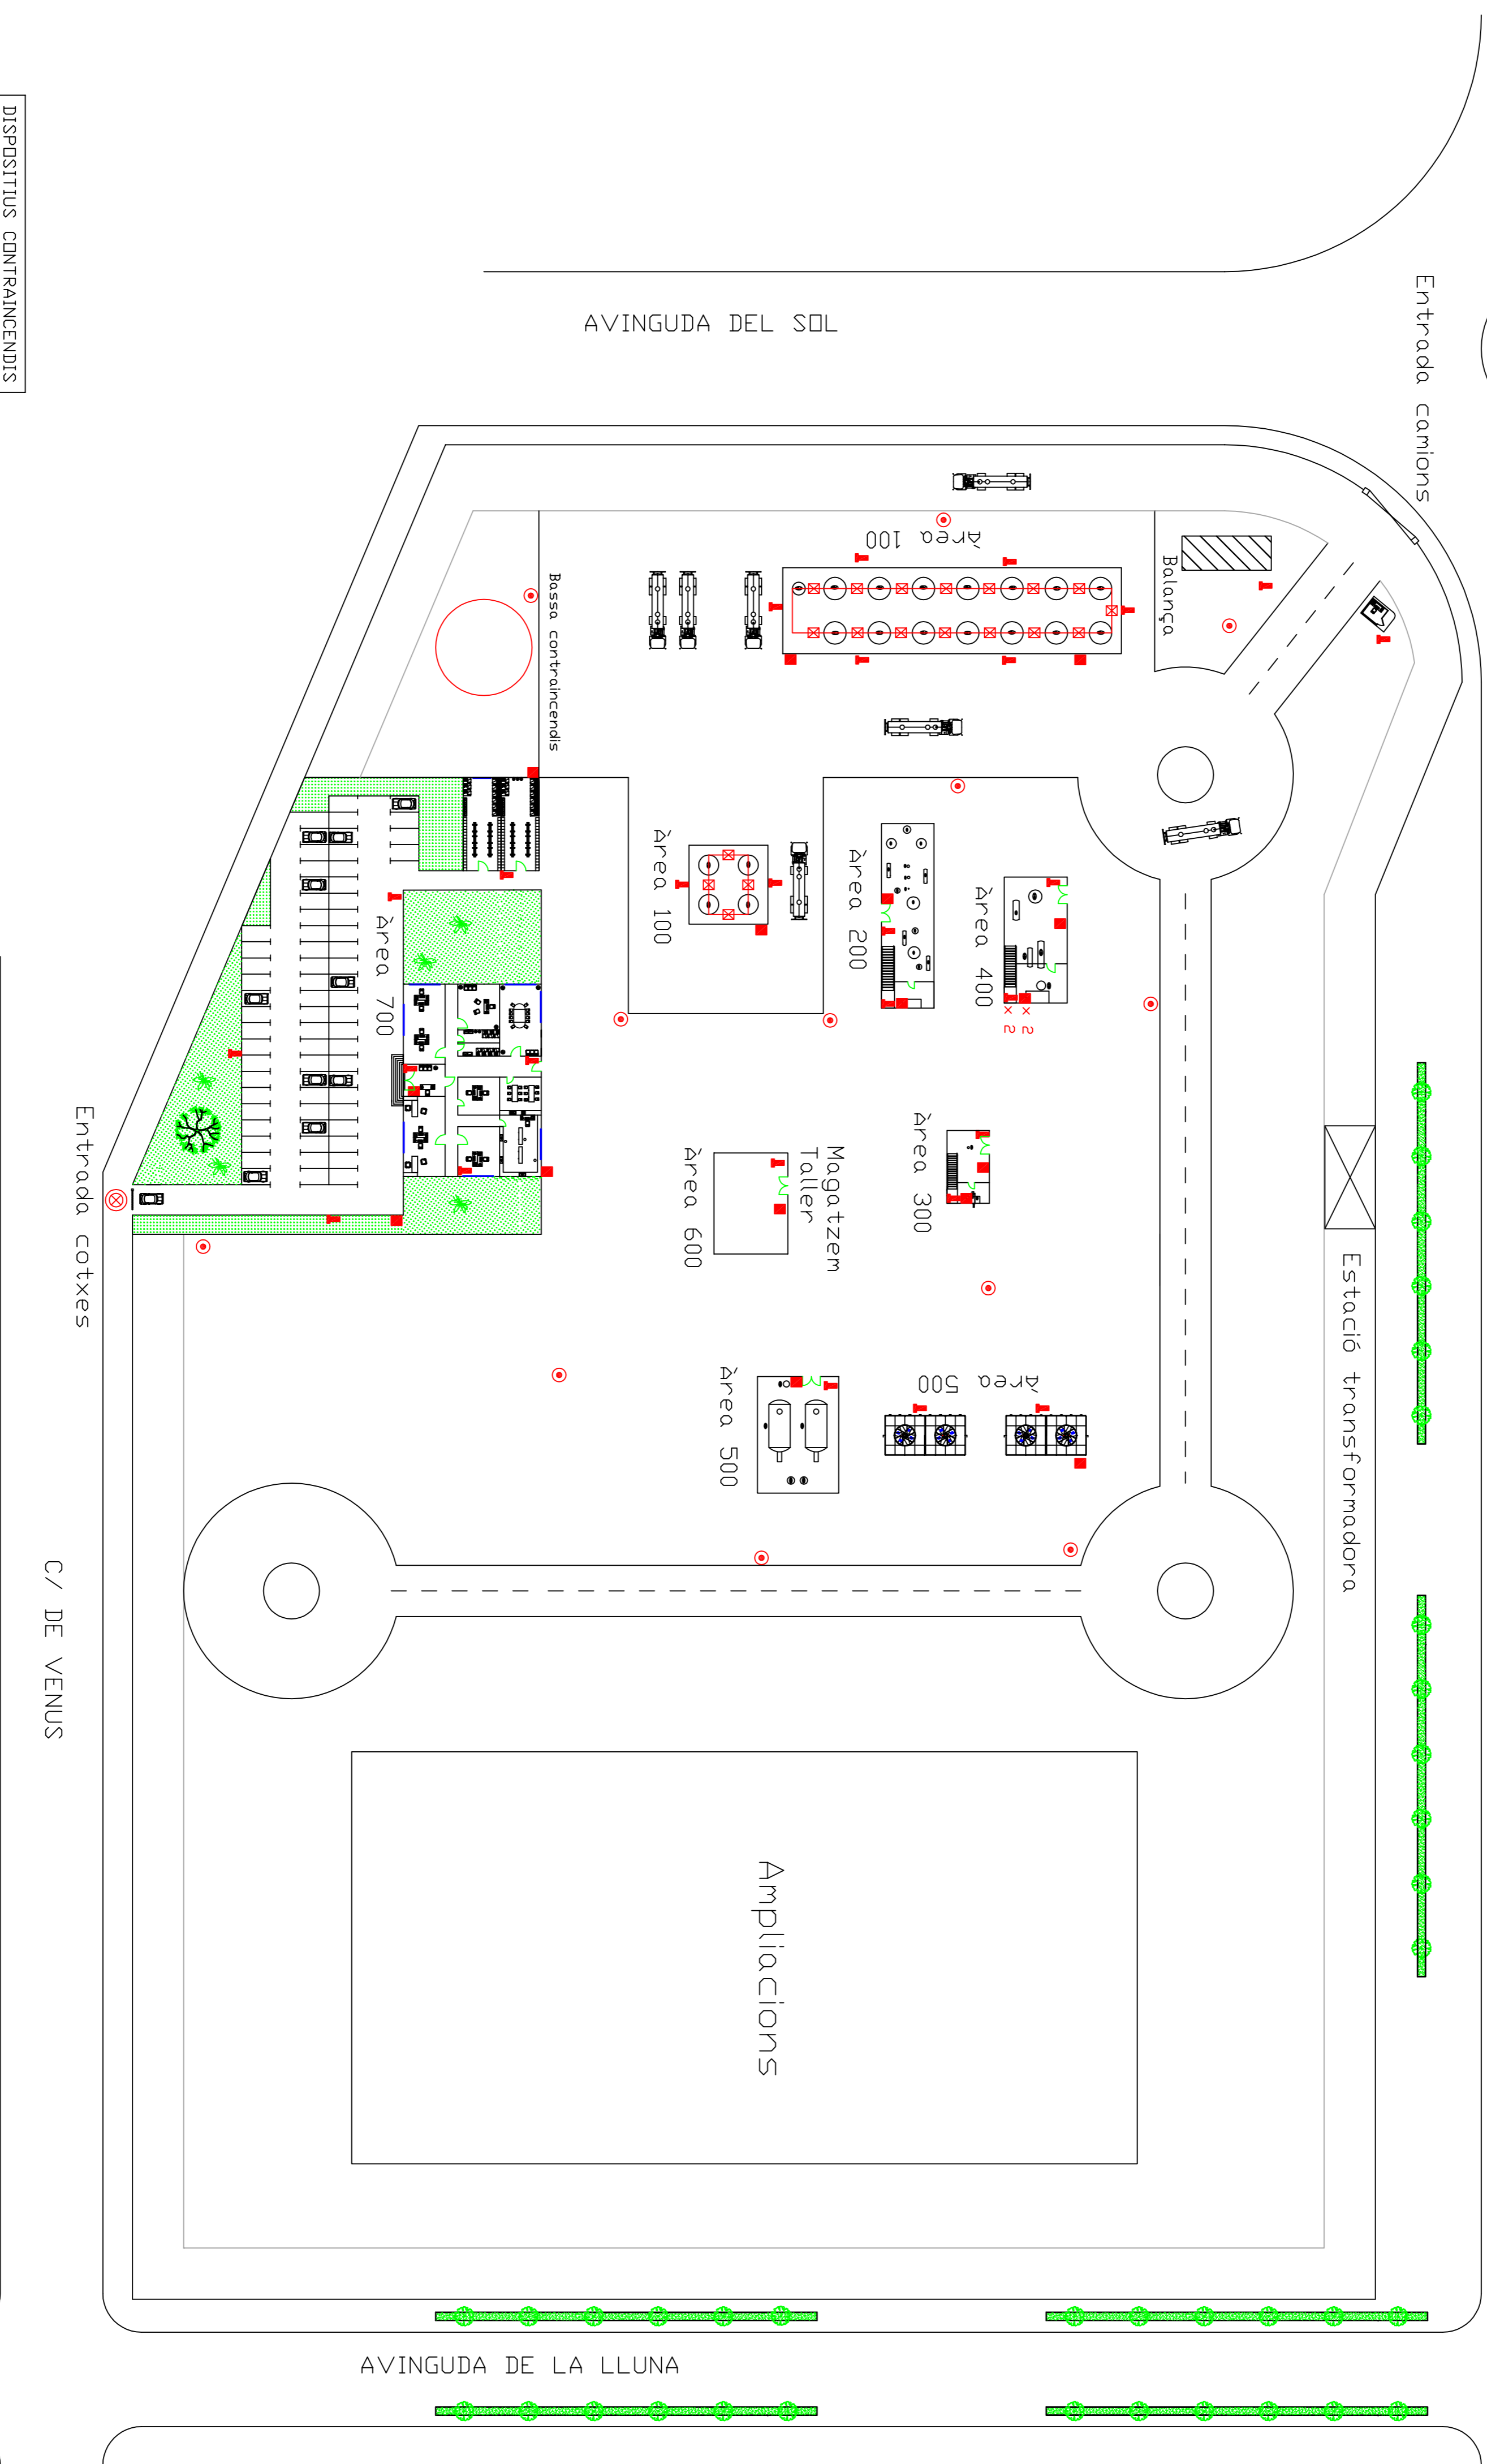 DISPOSITIUS CONTRAINCENDIS
Entrada camions
AVINGUDA DEL SOL
Àrea 100
Balança
Bassa contraincendis
Àrea 100
Àrea 200
Àrea 400
x 2
x 2
Àrea 700
Àrea 300
Magatzem
Taller
Àrea 600
Entrada cotxes
Estació transformadora
Àrea 500
Àrea 500
C/ DE VENUS
Ampliacions
AVINGUDA DE LA LLUNA